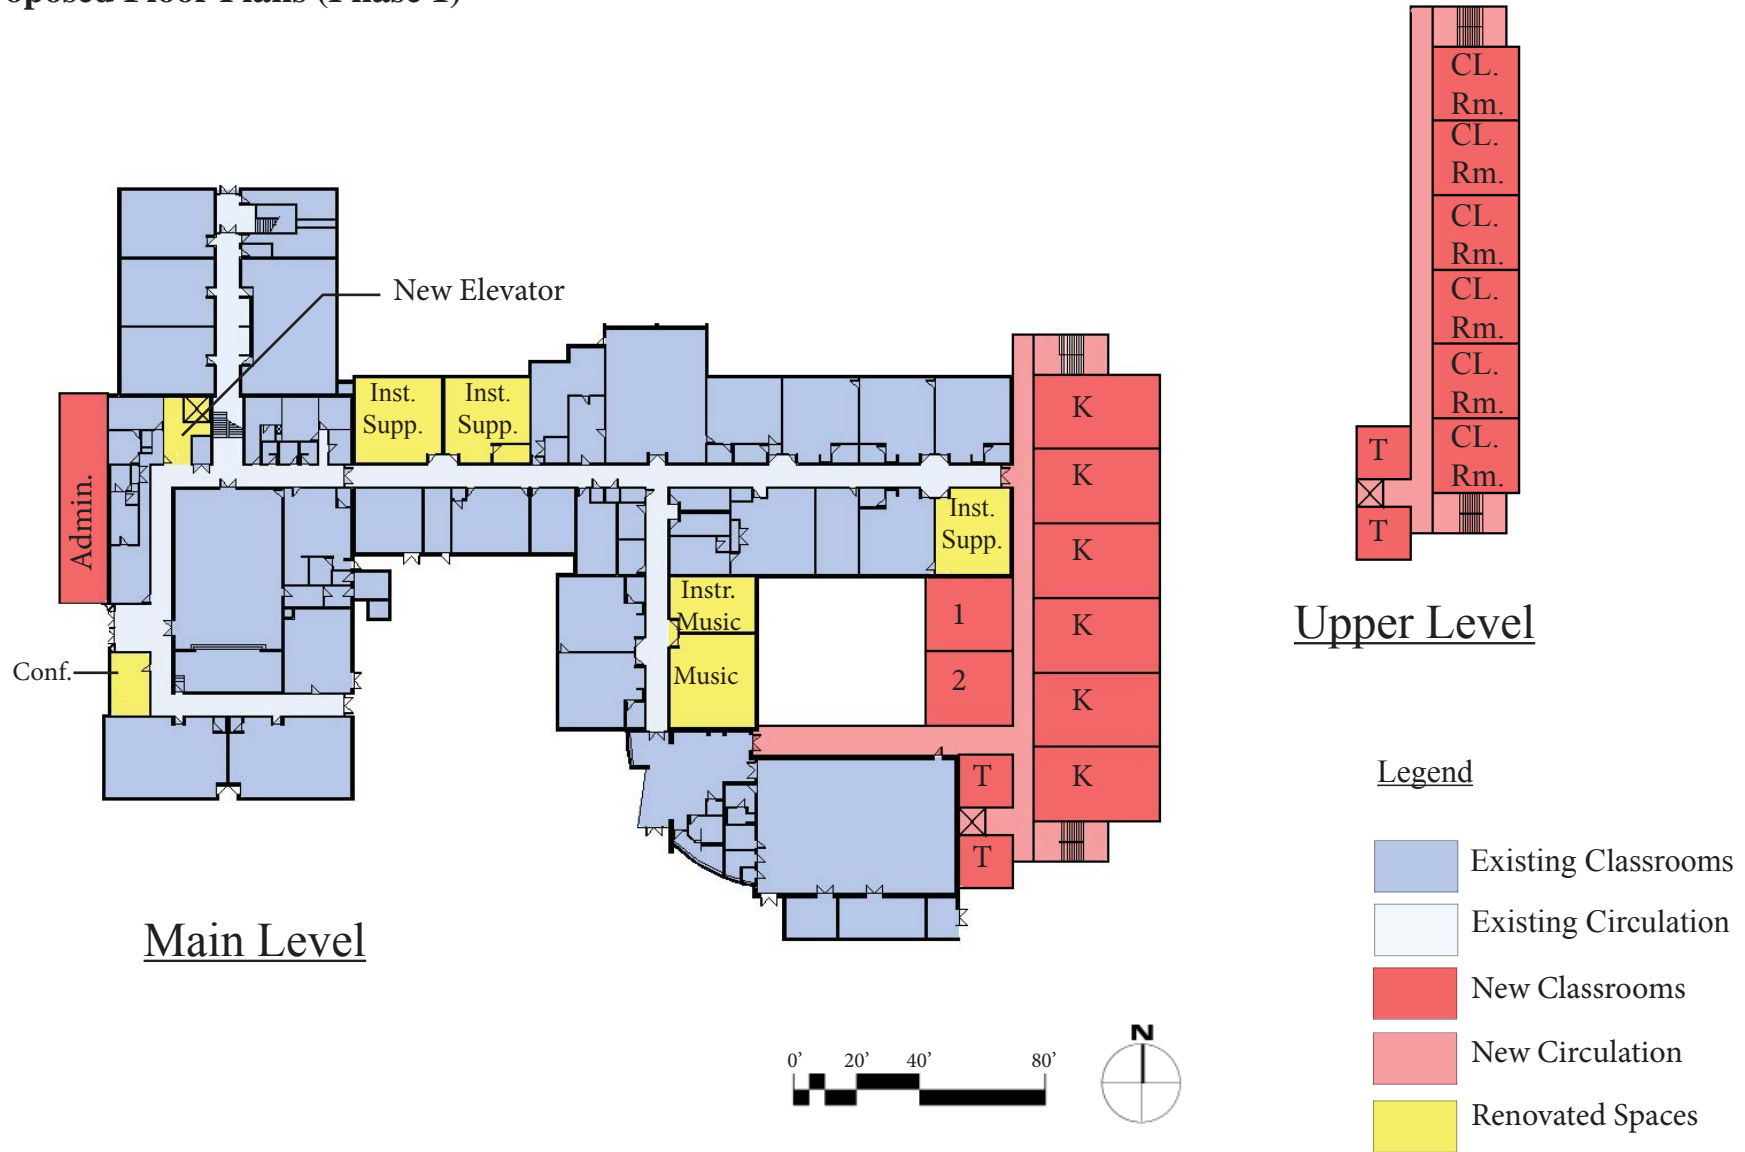 oposed Floor Plans (Phase 1)
CL.
Rm.
CL.
Rm.
CL.
Rm.
CL.
Rm.
CL.
Rm.
CL.
Rm.
T
T
Upper Level
New Elevator
Inst.
Supp.
Inst.
Supp.
K
K
K
K
K
K
Admin.
Inst.
Supp.
Instr.
Music
Music
1
2
Conf.
T
T
Main Level
Legend
Existing Classrooms
Existing Circulation
New Classrooms
New Circulation
Renovated Spaces
0’ 20’ 40’ 80’
N